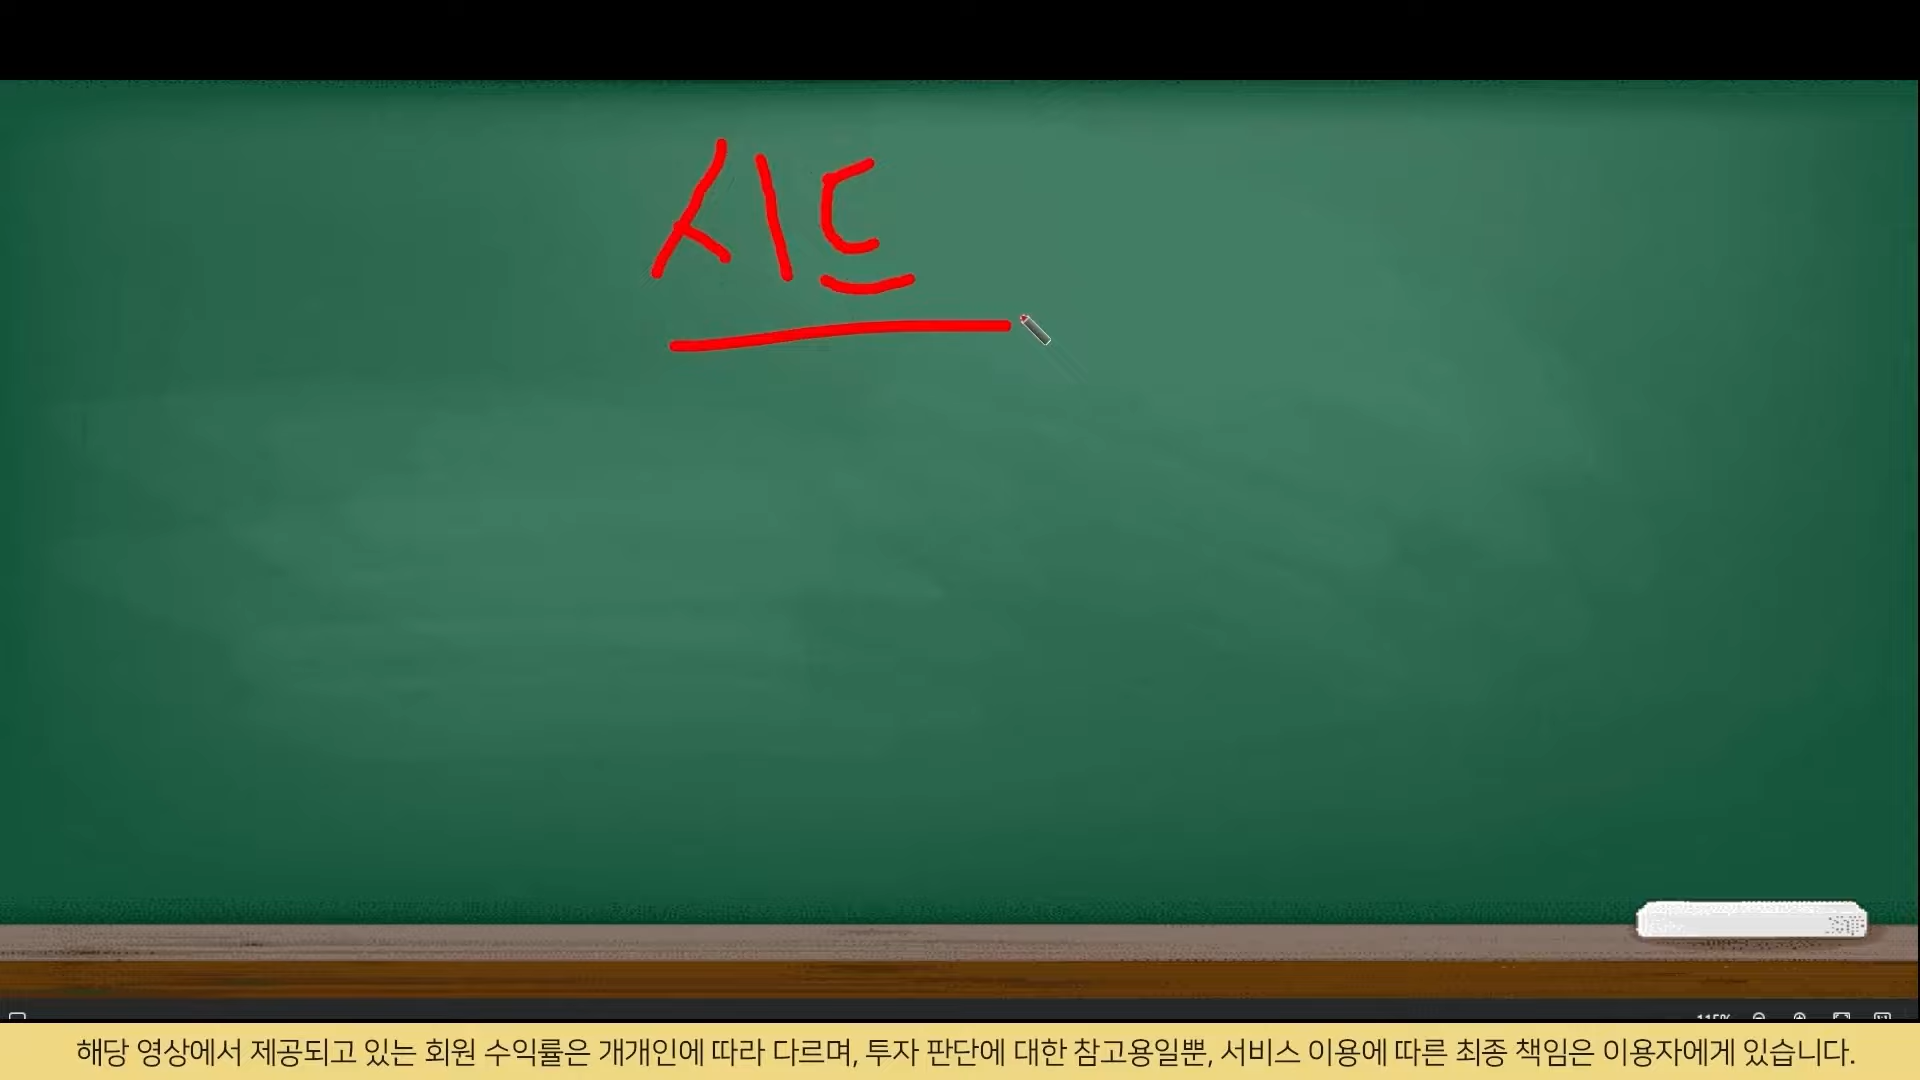 시드
115%
해당 영상에서 제공되고 있는 회원 수익률은 개개인에 따라 다르며, 투자 판단에 대한 참고용일뿐, 서비스 이용에 따른 최종 책임은 이용자에게 있습니다.